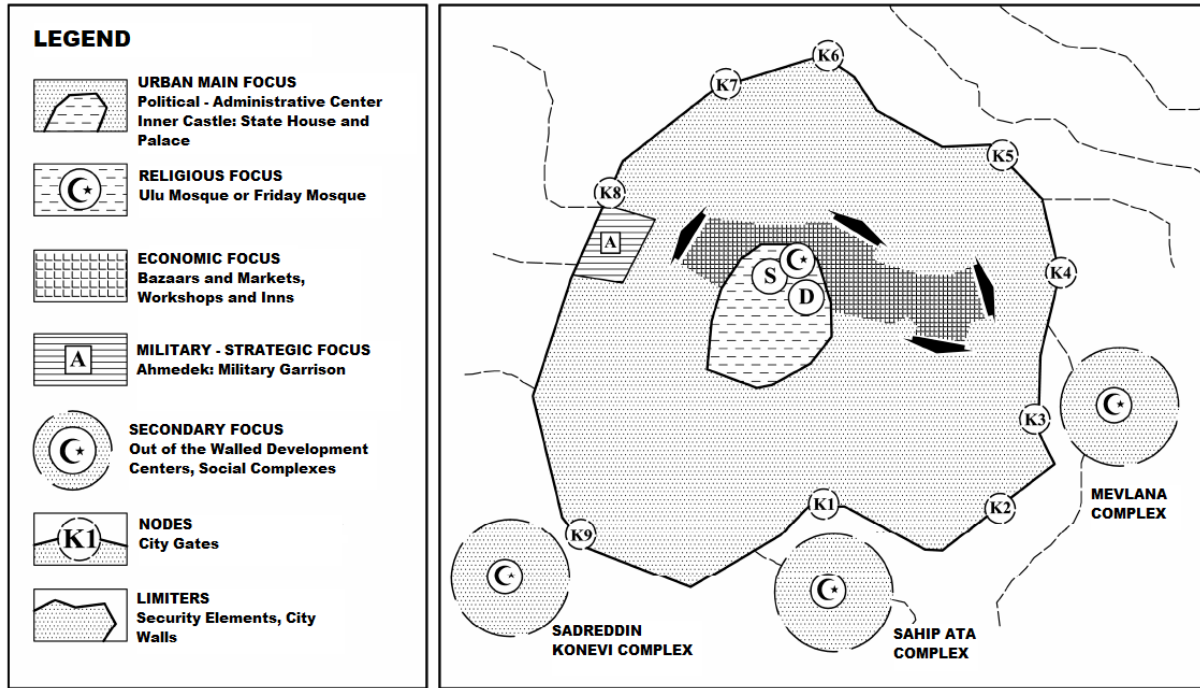 LEGEND
URBAN MAIN FOCUS
Political - Administrative Center
Inner Castle: State House and
Palace
RELIGIOUS FOCUS
Ulu Mosque or Friday Mosque
ECONOMIC FOCUS
Bazaars and Markets,
Workshops and Inns
A
MILITARY - STRATEGIC FOCUS
Ahmedek: Military Garrison
SECONDARY FOCUS
Out of the Walled Development
Centers, Social Complexes
K1
NODES
City Gates
LIMITERS
Security Elements, City
Walls
K6
K7
K5
K8
A
S
D
K4
K3
MEVLANA
COMPLEX
K1
K2
K9
SADREDDIN
KONEVI COMPLEX
SAHIP ATA
COMPLEX